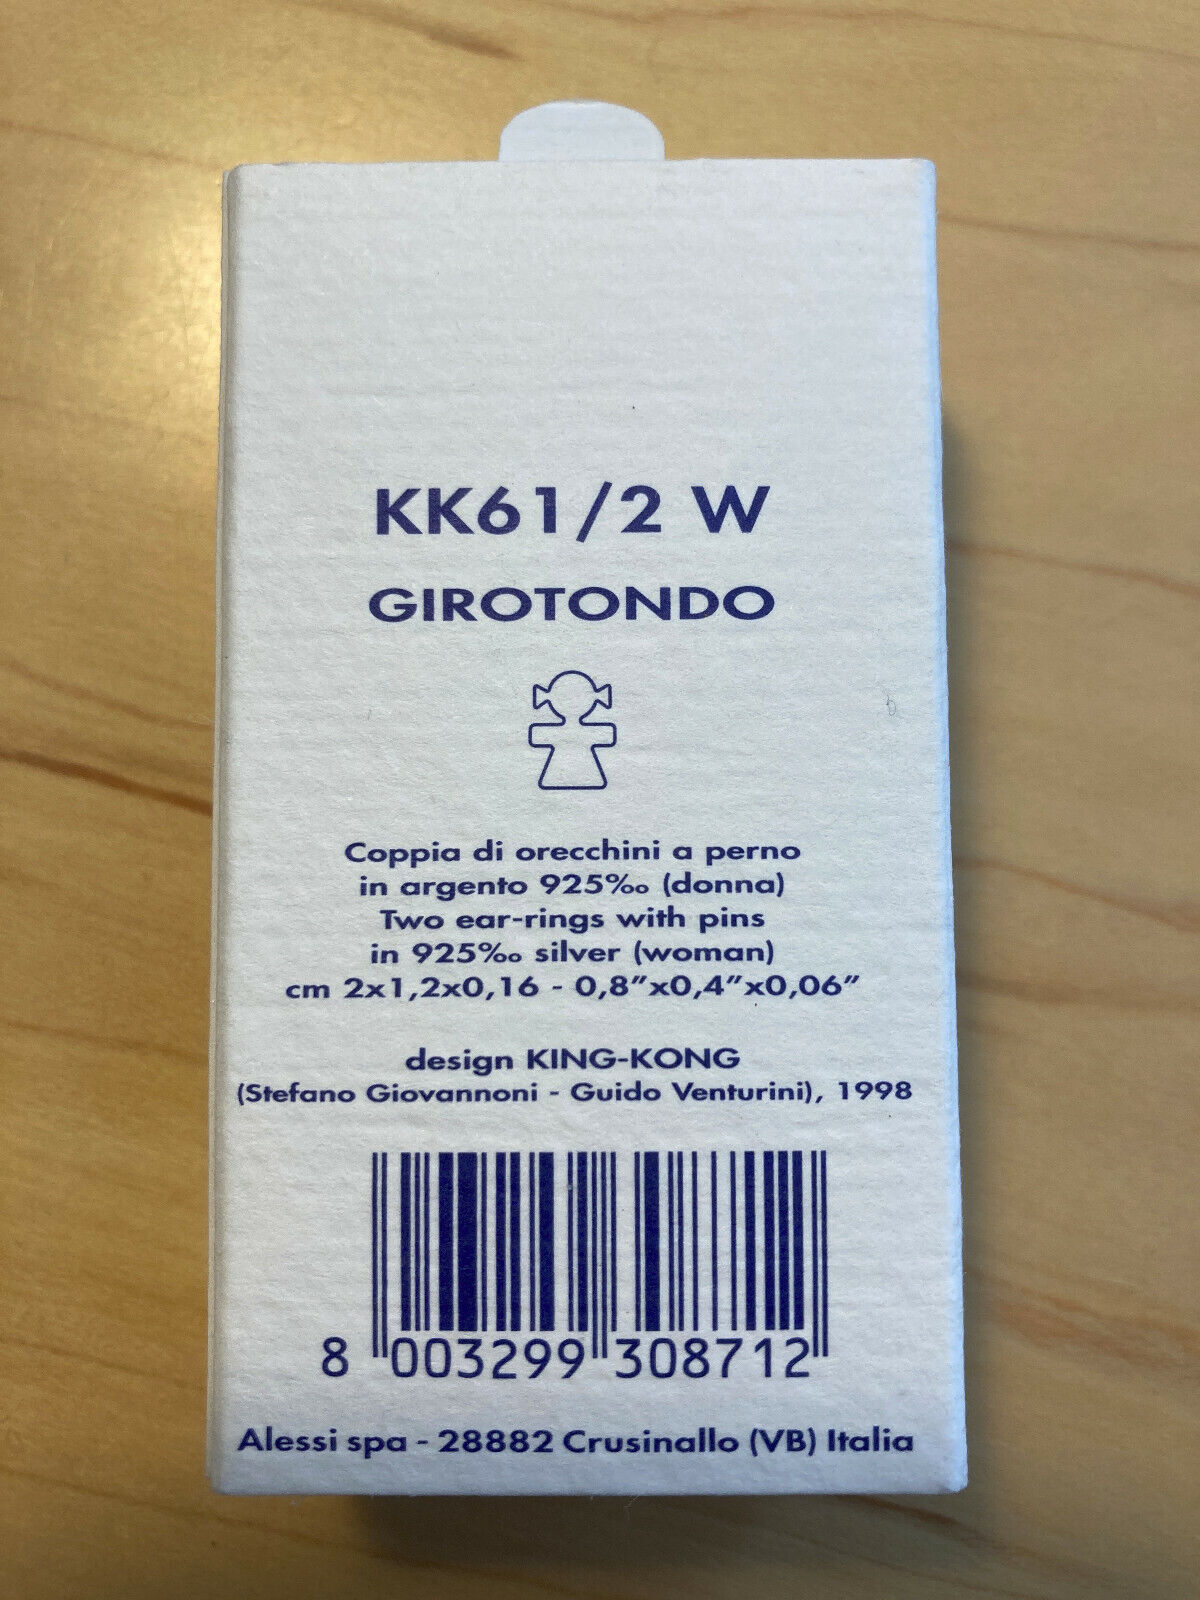 KK61/2 W
GIROTONDO
Coppia di orecchini a perno
in argento 925‰ (donna)
Two ear-rings with pins
in 925‰ silver (woman)
cm 2x1,2x0,16 - 0,8″x0,4″x0,06″
design KING-KONG
(Stefano Giovannoni - Guido Venturini), 1998
8 003299 308712
Alessi spa - 28882 Crusinallo (VB) Italia